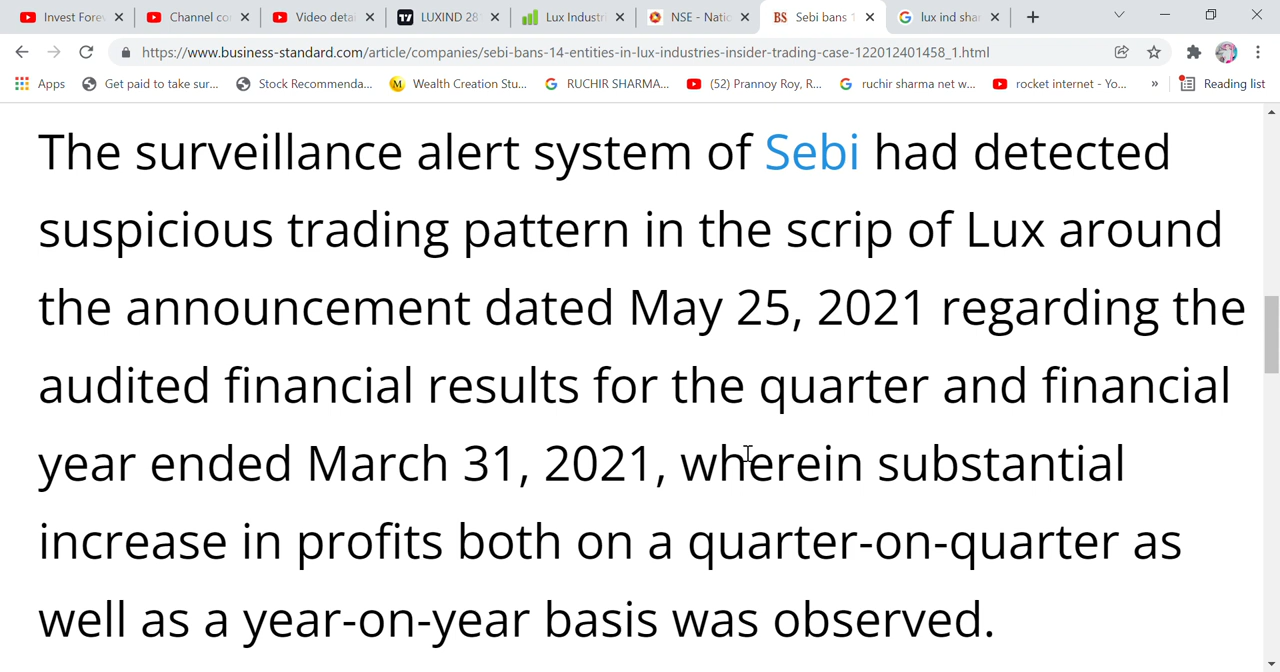 Invest Fore
Channel co
Video detai
LUXIND 28
Lux Industri
NSE - Natio
BS Sebi bans 1
lux ind shar
https://www.business-standard.com/article/companies/sebi-bans-14-entities-in-lux-industries-insider-trading-case-122012401458_1.html
Apps
Get paid to take sur...
Stock Recommenda...
Wealth Creation Stu...
RUCHIR SHARMA...
(52) Prannoy Roy, R...
ruchir sharma net w...
rocket internet - Yo...
»
Reading list
The surveillance alert system of Sebi had detected
suspicious trading pattern in the scrip of Lux around
the announcement dated May 25, 2021 regarding the
audited financial results for the quarter and financial
year ended March 31, 2021, wherein substantial
increase in profits both on a quarter-on-quarter as
well as a year-on-year basis was observed.